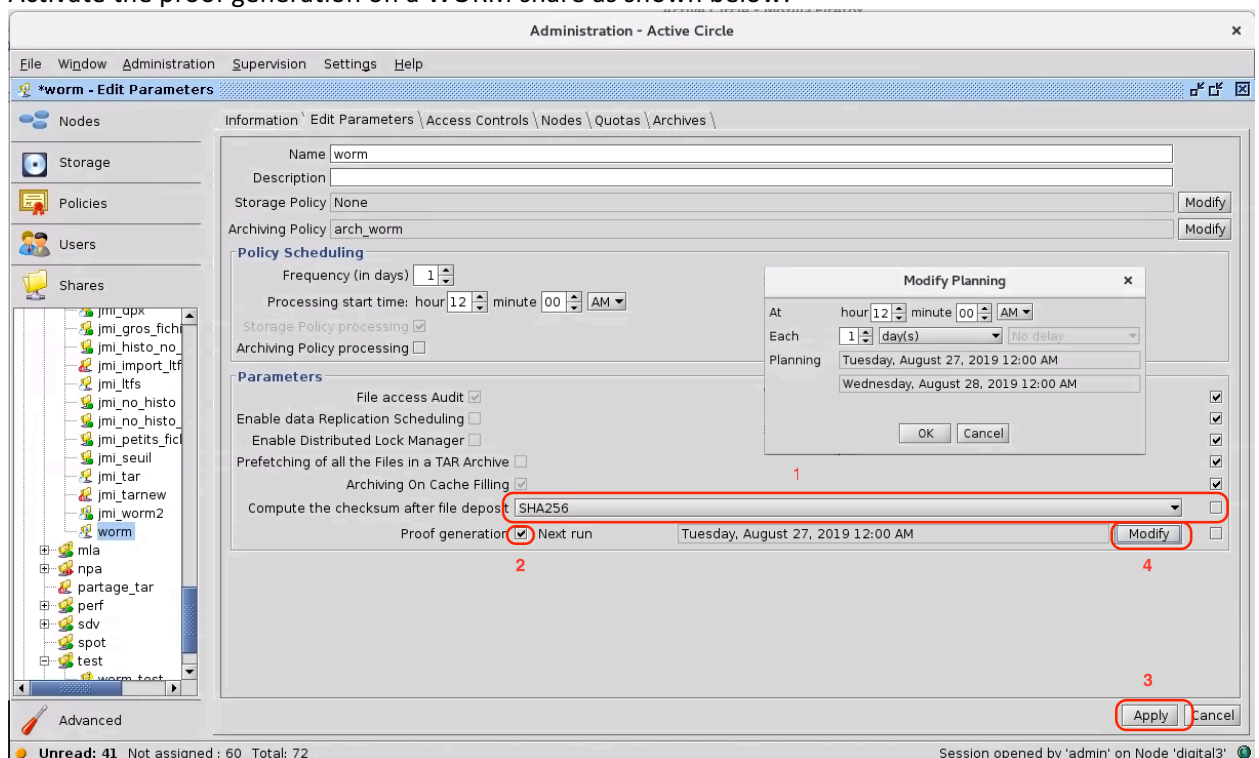 Activate the proof generation on a WORM share as shown below:
Administration - Active Circle
File Window Administration Supervision Settings Help
*worm - Edit Parameters
Nodes
Storage
Policies
Users
Shares
jmi_dpx
jmi_gros_fichi
jmi_histo_no_
jmi_import_ltf
jmi_ltfs
jmi_no_histo
jmi_no_histo_
jmi_petits_ficl
jmi_seuil
jmi_tar
jmi_tarnew
jmi_worm2
worm
mla
npa
partage_tar
perf
sdv
spot
test
worm_test
Advanced
Information Edit Parameters Access Controls Nodes Quotas Archives
Name worm
Description
Storage Policy None Modify
Archiving Policy arch_worm Modify
Policy Scheduling
Frequency (in days) 1
Processing start time: hour 12 minute 00 AM
Storage Policy processing
Archiving Policy processing
Modify Planning
At hour 12 minute 00 AM
Each 1 day(s) No delay
Planning Tuesday, August 27, 2019 12:00 AM
Wednesday, August 28, 2019 12:00 AM
OK Cancel
Parameters
File access Audit
Enable data Replication Scheduling
Enable Distributed Lock Manager
Prefetching of all the Files in a TAR Archive
1
Archiving On Cache Filling
Compute the checksum after file deposit SHA256
Proof generation Next run Tuesday, August 27, 2019 12:00 AM Modify
2 4
3
Apply Cancel
Unread: 41 Not assigned : 60 Total: 72 Session opened by 'admin' on Node 'digital3'